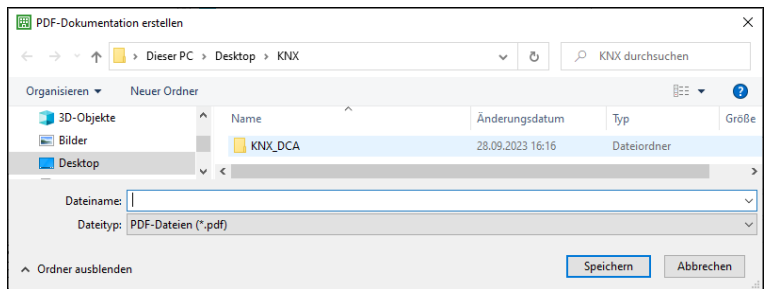 PDF-Dokumentation erstellen
Dieser PC > Desktop > KNX
KNX durchsuchen
Organisieren
Neuer Ordner
3D-Objekte
Bilder
Desktop
Name Änderungsdatum Typ Größe
KNX_DCA 28.09.2023 16:16 Dateiordner
Dateiname:
Dateityp: PDF-Dateien (*.pdf)
Ordner ausblenden
Speichern
Abbrechen